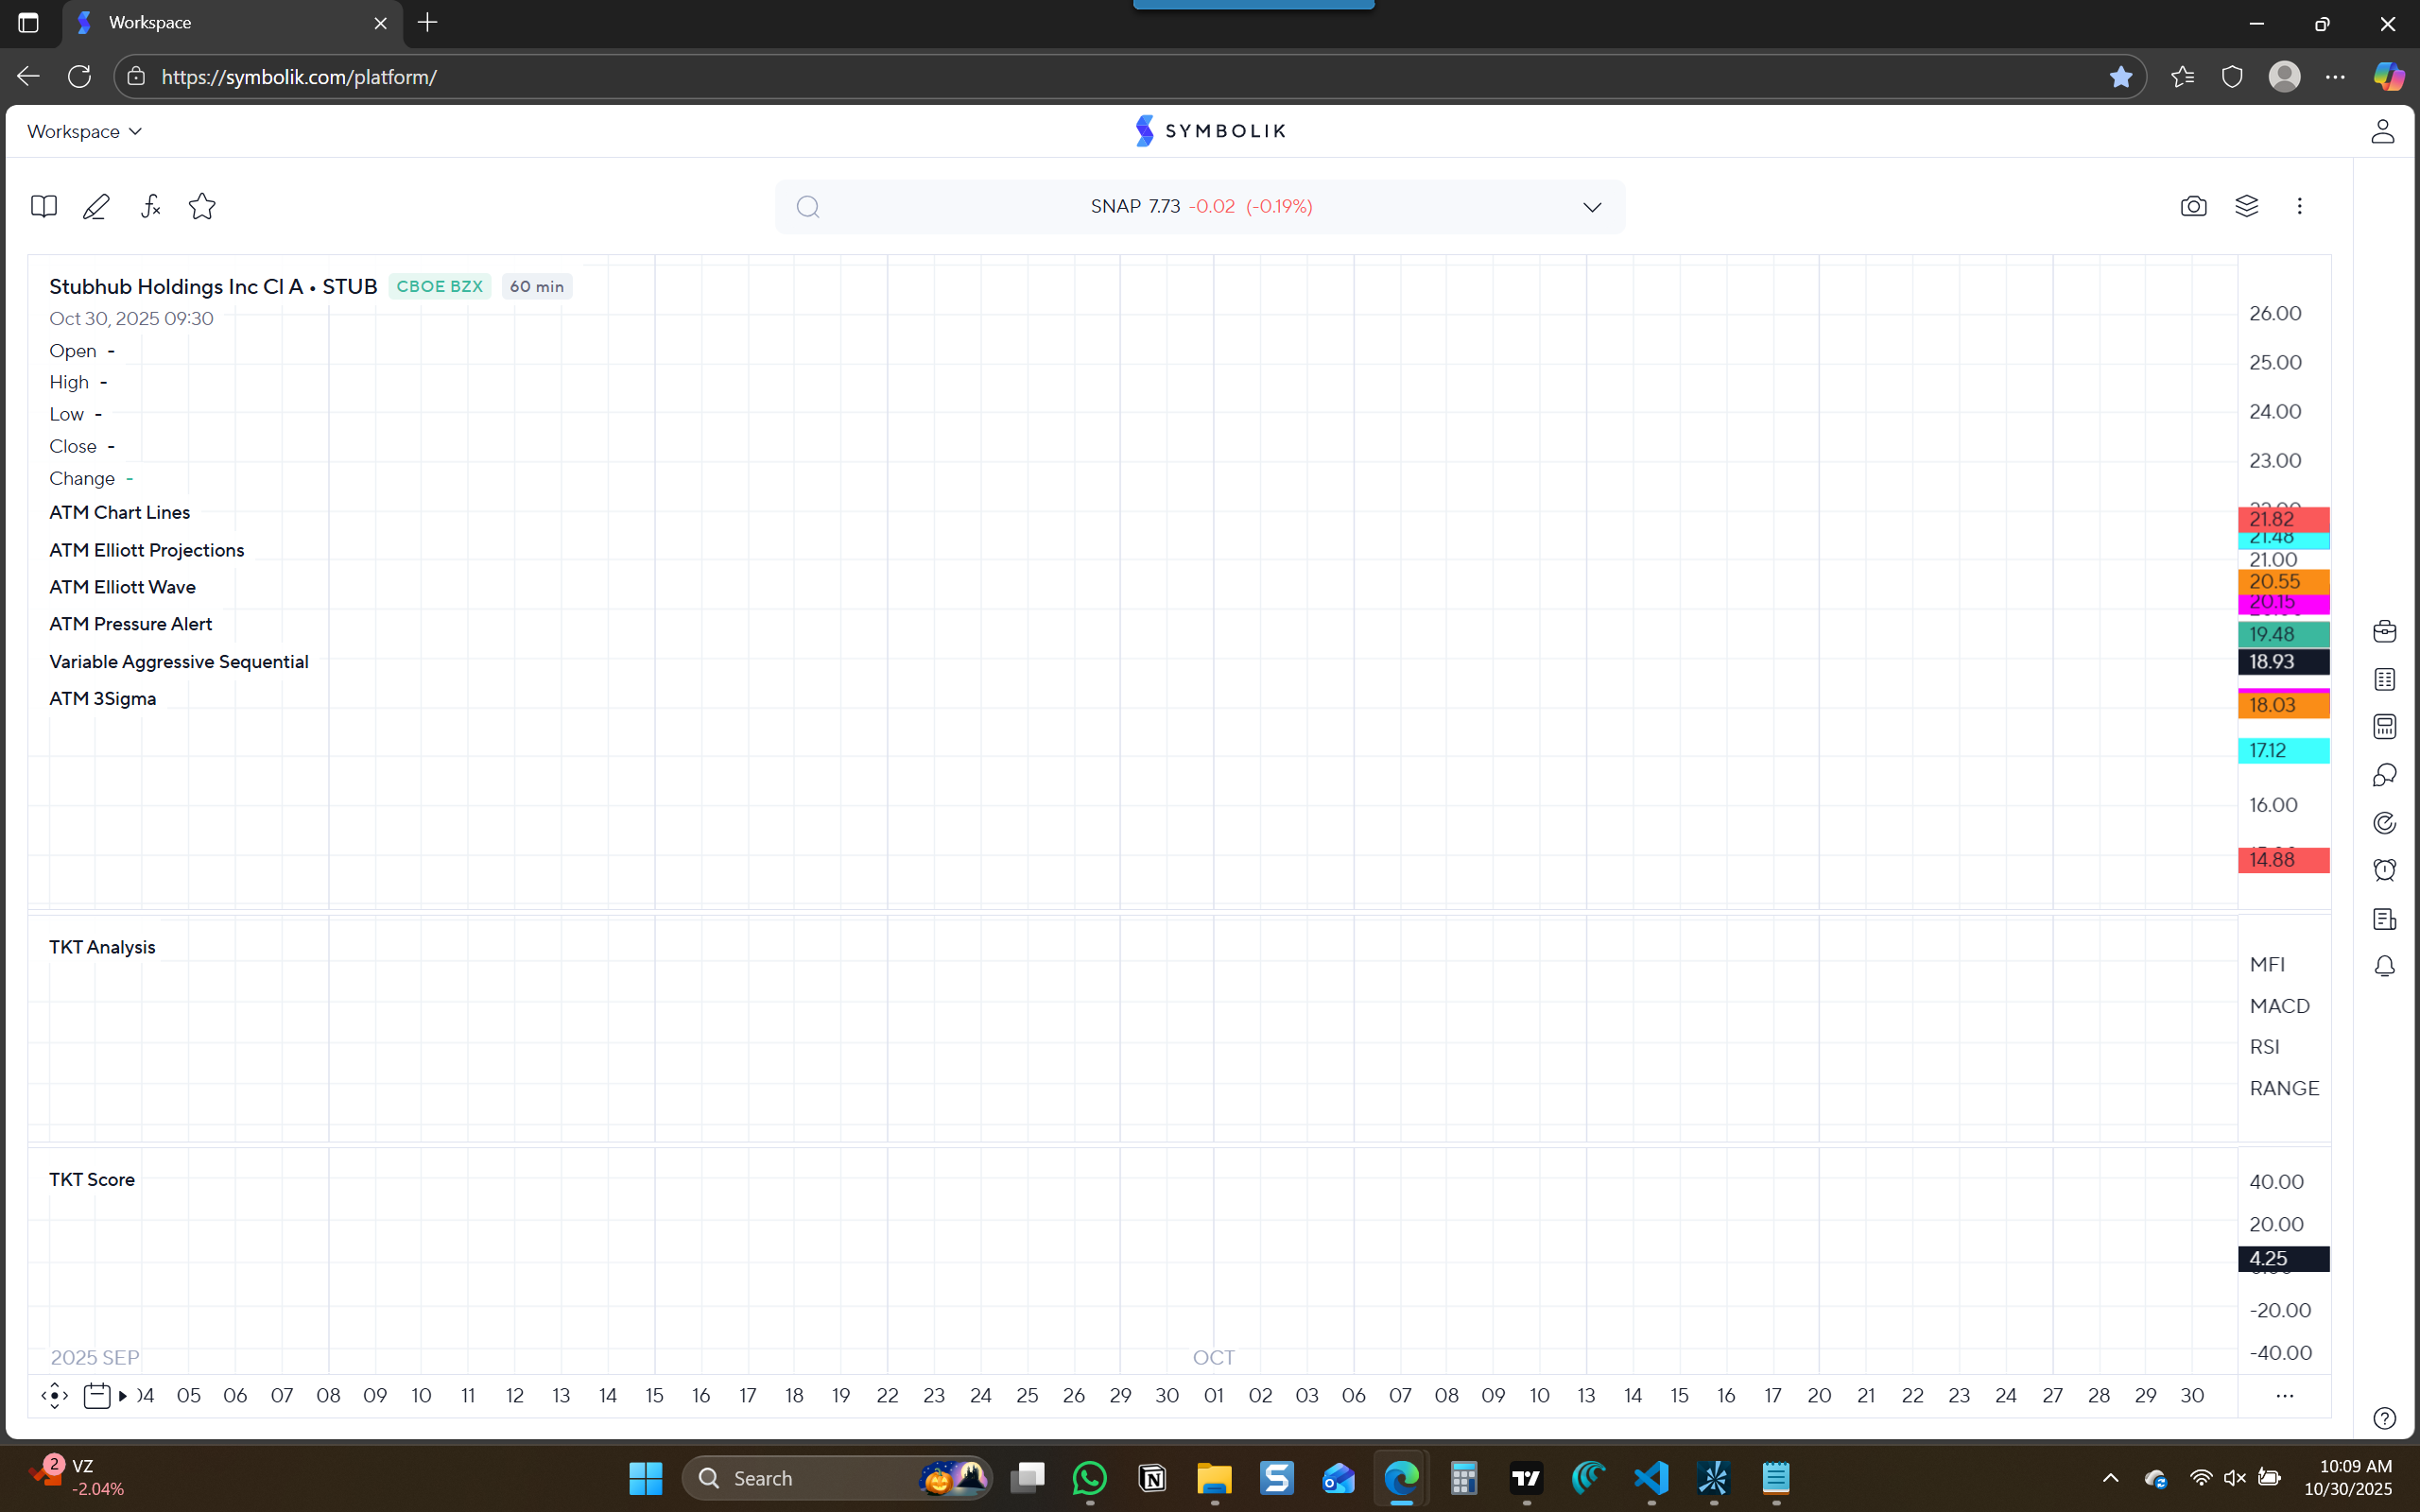 Workspace
https://symbolik.com/platform/
Workspace
SYMBOLIK
SNAP 7.73 -0.02 (-0.19%)
Stubhub Holdings Inc Cl A • STUB CBOE BZX 60 min
Oct 30, 2025 09:30
Open -
High -
Low -
Close -
Change -
ATM Chart Lines
ATM Elliott Projections
ATM Elliott Wave
ATM Pressure Alert
Variable Aggressive Sequential
ATM 3Sigma
26.00
25.00
24.00
23.00
21.82
21.48
21.00
20.55
20.15
19.48
18.93
18.03
17.12
16.00
14.88
TKT Analysis
MFI
MACD
RSI
RANGE
TKT Score
40.00
20.00
4.25
-20.00
-40.00
2025 SEP OCT
04 05 06 07 08 09 10 11 12 13 14 15 16 17 18 19 22 23 24 25 26 29 30 01 02 03 06 07 08 09 10 13 14 15 16 17 20 21 22 23 24 27 28 29 30
2 VZ
-2.04%
Search
10:09 AM
10/30/2025